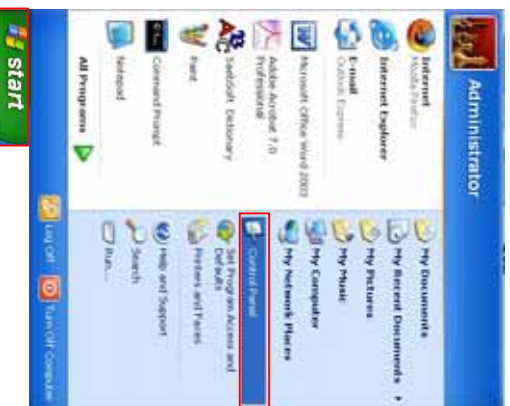 Administrator
Internet
Mozilla Firefox
Internet Explorer
E-mail
Outlook Express
Microsoft Office Word 2003
Adobe Acrobat 7.0
Professional
Dictionary
Paint
Command Prompt
Notepad
All Programs
My Documents
My Recent Documents
My Pictures
My Music
My Computer
My Network Places
Control Panel
Set Program Access and
Defaults
Printers and Faxes
Help and Support
Search
Run...
Log Off
Turn Off Computer
start